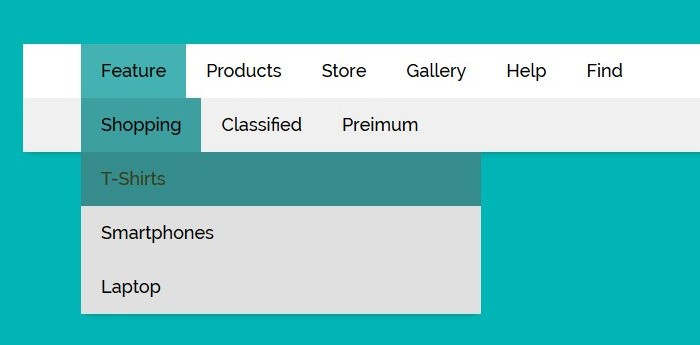 Feature Products Store Gallery Help Find
Shopping Classified Preimum
T-Shirts
Smartphones
Laptop